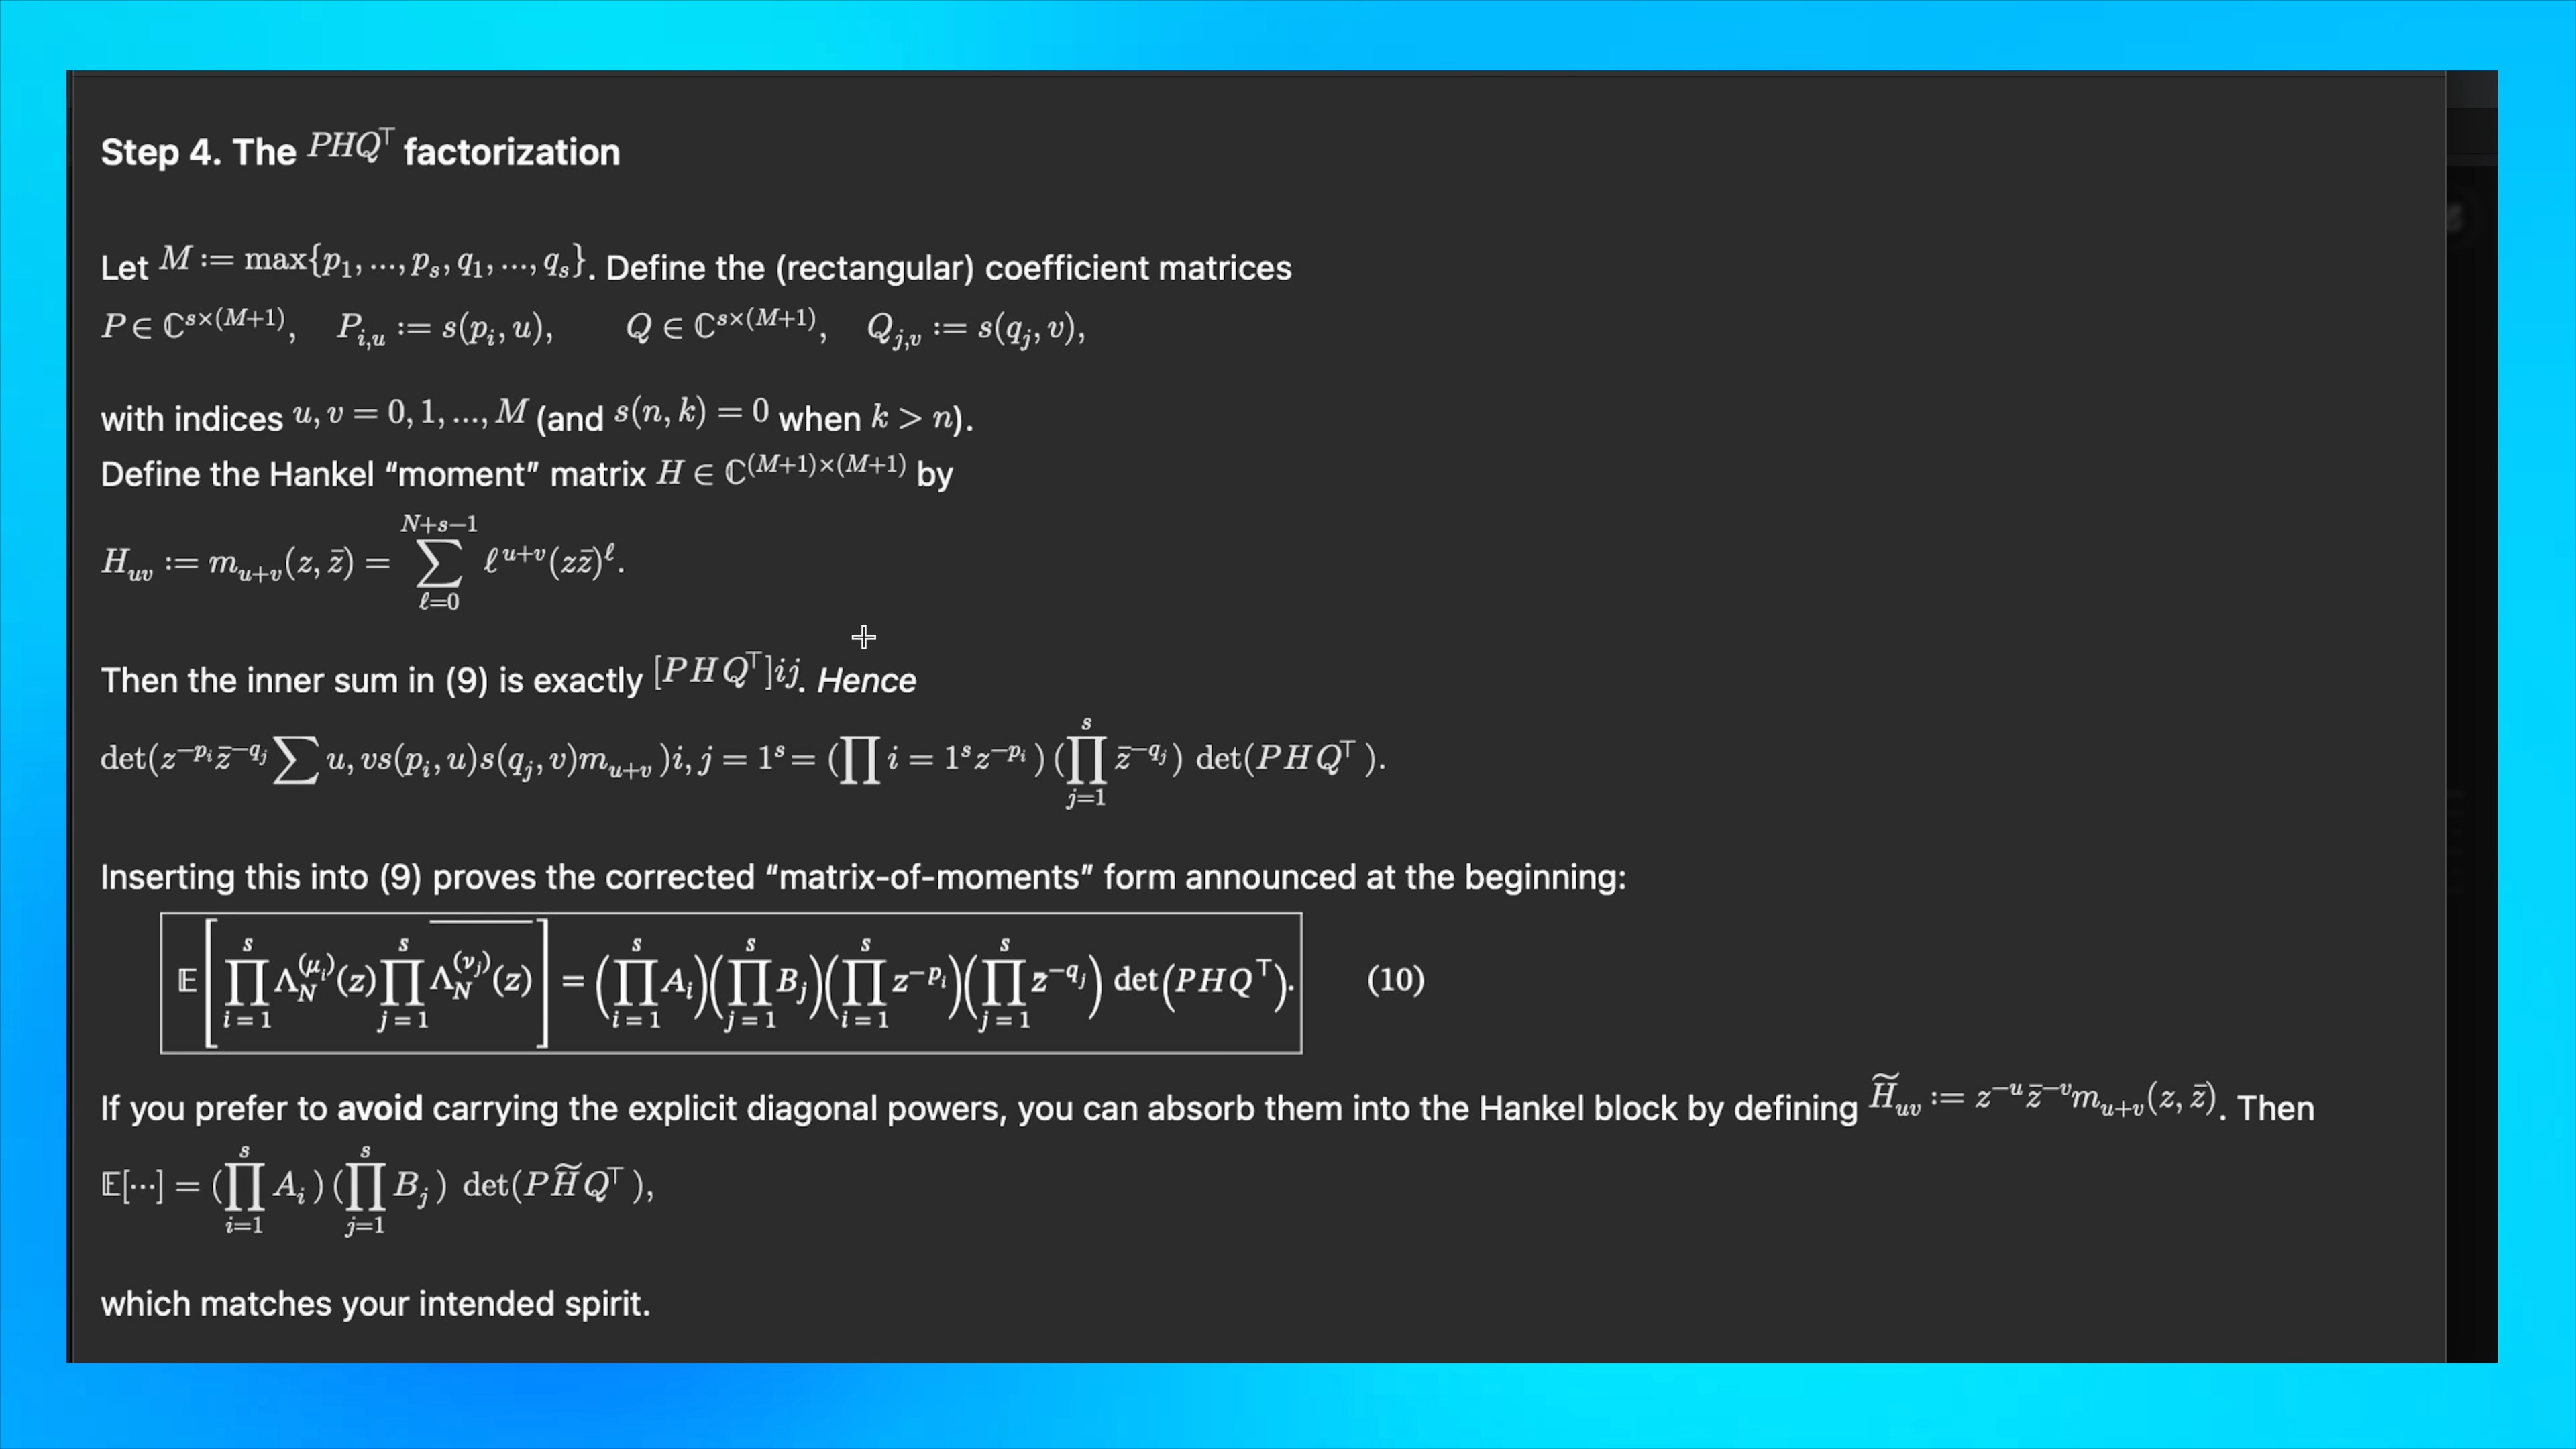 Step 4. The PHQ⊤ factorization
Let M := max{p₁, ..., pₛ, q₁, ..., qₛ}. Define the (rectangular) coefficient matrices
P ∈ ℂ^{s×(M+1)}, P_{i,u} := s(p_i, u), Q ∈ ℂ^{s×(M+1)}, Q_{j,v} := s(q_j, v),
with indices u, v = 0, 1, ..., M (and s(n, k) = 0 when k > n).
Define the Hankel “moment” matrix H ∈ ℂ^{(M+1)×(M+1)} by
H_{uv} := m_{u+v}(z, z̄) = ∑_{ℓ=0}^{N+s−1} ℓ^{u+v}(zz̄)^ℓ.
Then the inner sum in (9) is exactly [PHQ⊤]ij. Hence
det(z^{−p_i} z̄^{−q_j} ∑ u, vs(p_i, u)s(q_j, v)m_{u+v})i, j = 1^s = (∏ i = 1^s z^{−p_i}) (∏_{j=1}^{s} z̄^{−q_j}) det(PHQ⊤).
Inserting this into (9) proves the corrected “matrix-of-moments” form announced at the beginning:
𝔼[∏_{i=1}^{s} Λ_N^{(μ_i)}(z) ∏_{j=1}^{s} \overline{Λ_N^{(ν_j)}(z)}] = (∏_{i=1}^{s} A_i)(∏_{j=1}^{s} B_j)(∏_{i=1}^{s} z^{−p_i})(∏_{j=1}^{s} z̄^{−q_j}) det(PHQ⊤). (10)
If you prefer to avoid carrying the explicit diagonal powers, you can absorb them into the Hankel block by defining H̃_{uv} := z^{−u} z̄^{−v} m_{u+v}(z, z̄). Then
𝔼[⋯] = (∏_{i=1}^{s} A_i) (∏_{j=1}^{s} B_j) det(PH̃Q⊤),
which matches your intended spirit.